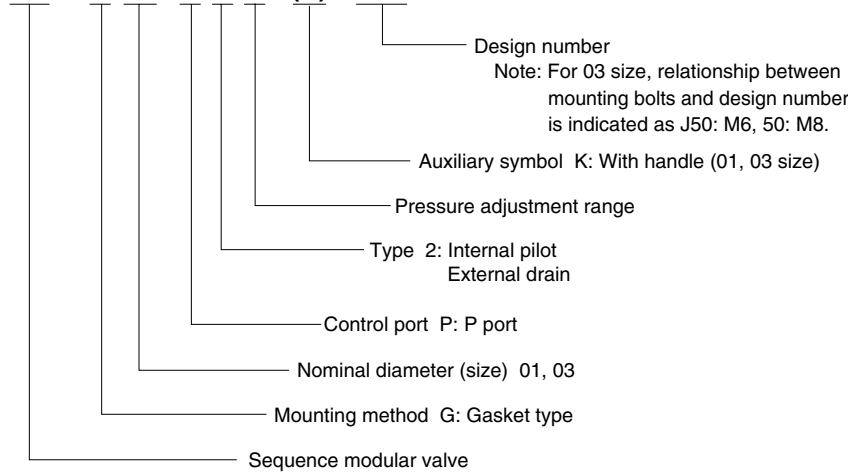 Design number
Note: For 03 size, relationship between
mounting bolts and design number
is indicated as J50: M6, 50: M8.
Auxiliary symbol K: With handle (01, 03 size)
Pressure adjustment range
Type 2: Internal pilot
External drain
Control port P: P port
Nominal diameter (size) 01, 03
Mounting method G: Gasket type
Sequence modular valve